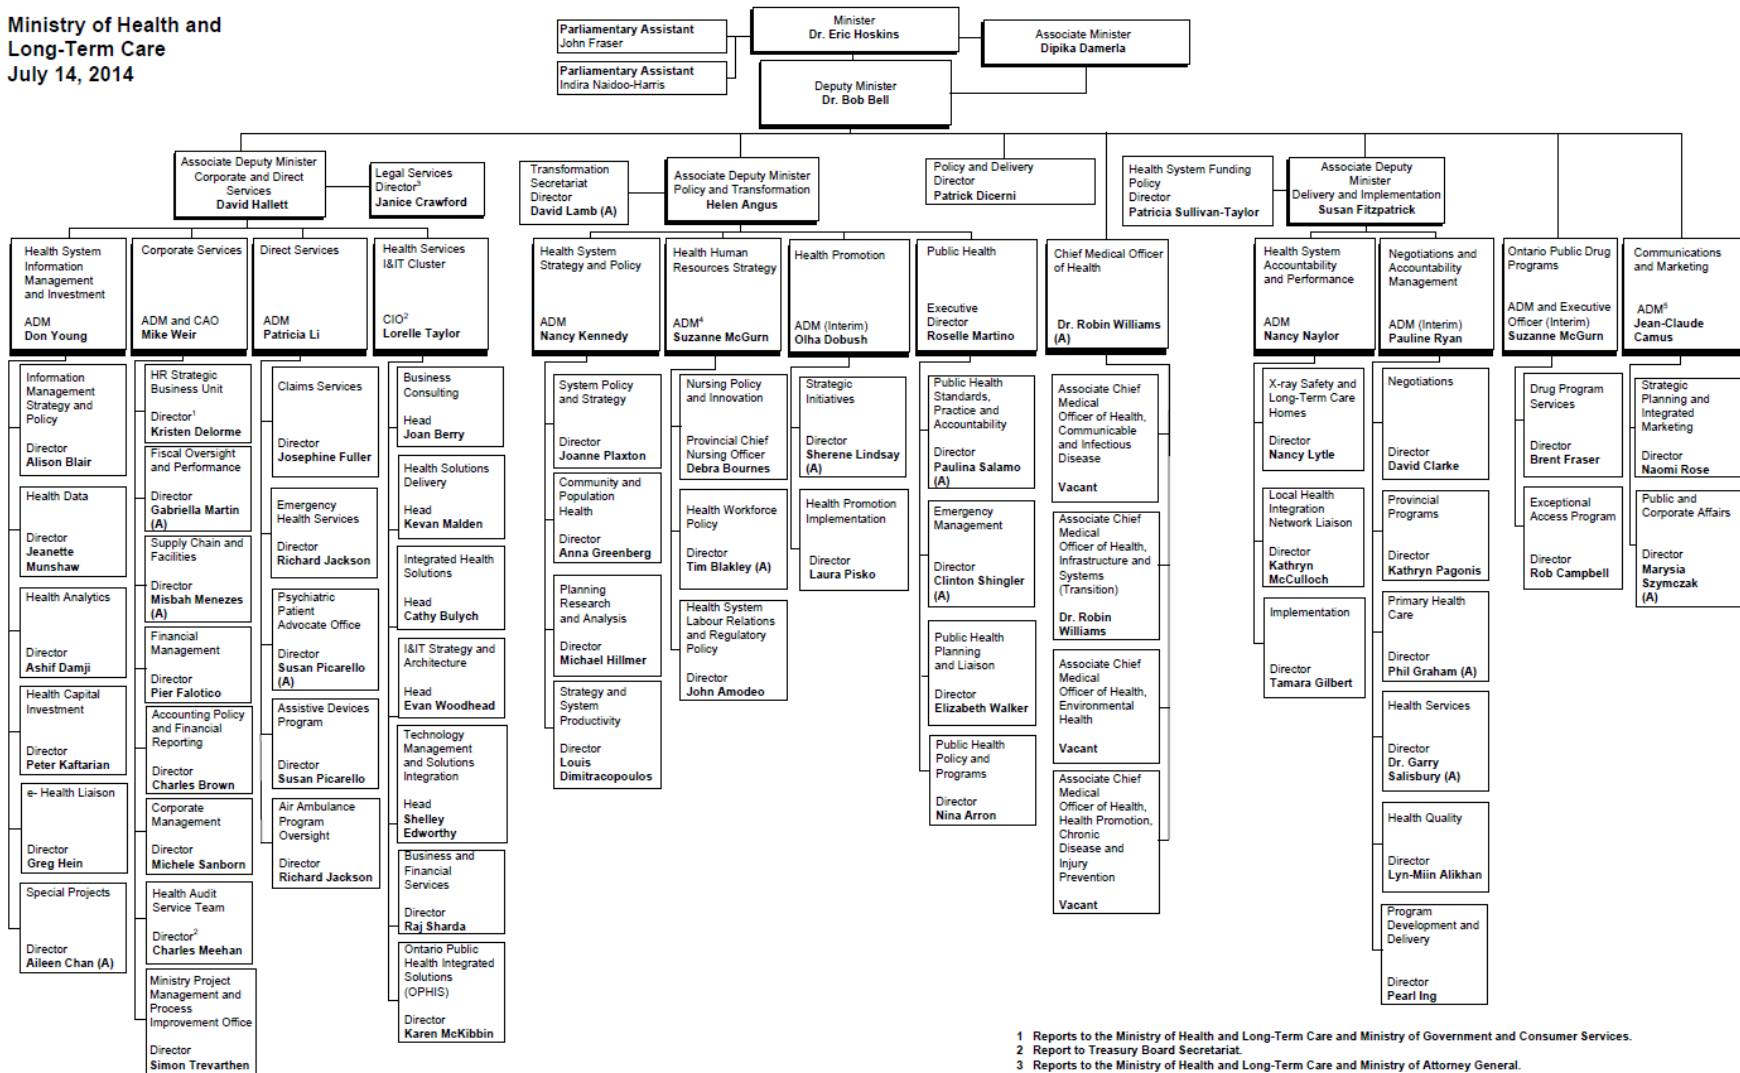 Ministry of Health and
Long-Term Care
July 14, 2014
Parliamentary Assistant
John Fraser
Parliamentary Assistant
Indira Naidoo-Harris
Minister
Dr. Eric Hoskins
Associate Minister
Dipika Damerla
Deputy Minister
Dr. Bob Bell
Associate Deputy Minister
Corporate and Direct
Services
David Hallett
Legal Services
Director3
Janice Crawford
Transformation
Secretariat
Director
David Lamb (A)
Associate Deputy Minister
Policy and Transformation
Helen Angus
Policy and Delivery
Director
Patrick Dicerni
Health System Funding
Policy
Director
Patricia Sullivan-Taylor
Associate Deputy
Minister
Delivery and Implementation
Susan Fitzpatrick
Health System
Information
Management
and Investment
ADM
Don Young
Corporate Services
ADM and CAO
Mike Weir
Direct Services
ADM
Patricia Li
Health Services
I&IT Cluster
CIO2
Lorelle Taylor
Health System
Strategy and Policy
ADM
Nancy Kennedy
Health Human
Resources Strategy
ADM4
Suzanne McGurn
Health Promotion
ADM (Interim)
Olha Dobush
Public Health
Executive
Director
Roselle Martino
Chief Medical Officer
of Health
Dr. Robin Williams
(A)
Health System
Accountability
and Performance
ADM
Nancy Naylor
Negotiations and
Accountability
Management
ADM (Interim)
Pauline Ryan
Ontario Public Drug
Programs
ADM and Executive
Officer (Interim)
Suzanne McGurn
Communications
and Marketing
ADM5
Jean-Claude
Camus
Information
Management
Strategy and
Policy
Director
Alison Blair
Health Data
Director
Jeanette
Munshaw
Health Analytics
Director
Ashif Damji
Health Capital
Investment
Director
Peter Kaftarian
e- Health Liaison
Director
Greg Hein
Special Projects
Director
Aileen Chan (A)
HR Strategic
Business Unit
Director1
Kristen Delorme
Fiscal Oversight
and Performance
Director
Gabriella Martin
(A)
Supply Chain and
Facilities
Director
Misbah Menezes
(A)
Financial
Management
Director
Pier Falotico
Accounting Policy
and Financial
Reporting
Director
Charles Brown
Corporate
Management
Director
Michele Sanborn
Health Audit
Service Team
Director2
Charles Meehan
Ministry Project
Management and
Process
Improvement Office
Director
Simon Trevarthen
Claims Services
Director
Josephine Fuller
Emergency
Health Services
Director
Richard Jackson
Psychiatric
Patient
Advocate Office
Director
Susan Picarello
(A)
Assistive Devices
Program
Director
Susan Picarello
Air Ambulance
Program
Oversight
Director
Richard Jackson
Business
Consulting
Head
Joan Berry
Health Solutions
Delivery
Head
Kevan Malden
Integrated Health
Solutions
Head
Cathy Bulych
I&IT Strategy and
Architecture
Head
Evan Woodhead
Technology
Management
and Solutions
Integration
Head
Shelley
Edworthy
Business and
Financial
Services
Director
Raj Sharda
Ontario Public
Health Integrated
Solutions
(OPHIS)
Director
Karen McKibbin
System Policy
and Strategy
Director
Joanne Plaxton
Community and
Population
Health
Director
Anna Greenberg
Planning
Research
and Analysis
Director
Michael Hillmer
Strategy and
System
Productivity
Director
Louis
Dimitracopoulos
Nursing Policy
and Innovation
Provincial Chief
Nursing Officer
Debra Bournes
Health Workforce
Policy
Director
Tim Blakley (A)
Health System
Labour Relations
and Regulatory
Policy
Director
John Amodeo
Strategic
Initiatives
Director
Sherene Lindsay
(A)
Health Promotion
Implementation
Director
Laura Pisko
Public Health
Standards,
Practice and
Accountability
Director
Paulina Salamo
(A)
Emergency
Management
Director
Clinton Shingler
(A)
Public Health
Planning
and Liaison
Director
Elizabeth Walker
Public Health
Policy and
Programs
Director
Nina Arron
Associate Chief
Medical
Officer of Health,
Communicable
and Infectious
Disease
Vacant
Associate Chief
Medical
Officer of Health,
Infrastructure and
Systems
(Transition)
Dr. Robin
Williams
Associate Chief
Medical
Officer of Health,
Environmental
Health
Vacant
Associate Chief
Medical
Officer of Health,
Health Promotion,
Chronic
Disease and
Injury
Prevention
Vacant
X-ray Safety and
Long-Term Care
Homes
Director
Nancy Lytle
Local Health
Integration
Network Liaison
Director
Kathryn
McCulloch
Implementation
Director
Tamara Gilbert
Negotiations
Director
David Clarke
Provincial
Programs
Director
Kathryn Pagonis
Primary Health
Care
Director
Phil Graham (A)
Health Services
Director
Dr. Garry
Salisbury (A)
Health Quality
Director
Lyn-Miin Alikhan
Program
Development and
Delivery
Director
Pearl Ing
Drug Program
Services
Director
Brent Fraser
Exceptional
Access Program
Director
Rob Campbell
Strategic
Planning and
Integrated
Marketing
Director
Naomi Rose
Public and
Corporate Affairs
Director
Marysia
Szymczak
(A)
1 Reports to the Ministry of Health and Long-Term Care and Ministry of Government and Consumer Services.
2 Report to Treasury Board Secretariat.
3 Reports to the Ministry of Health and Long-Term Care and Ministry of Attorney General.